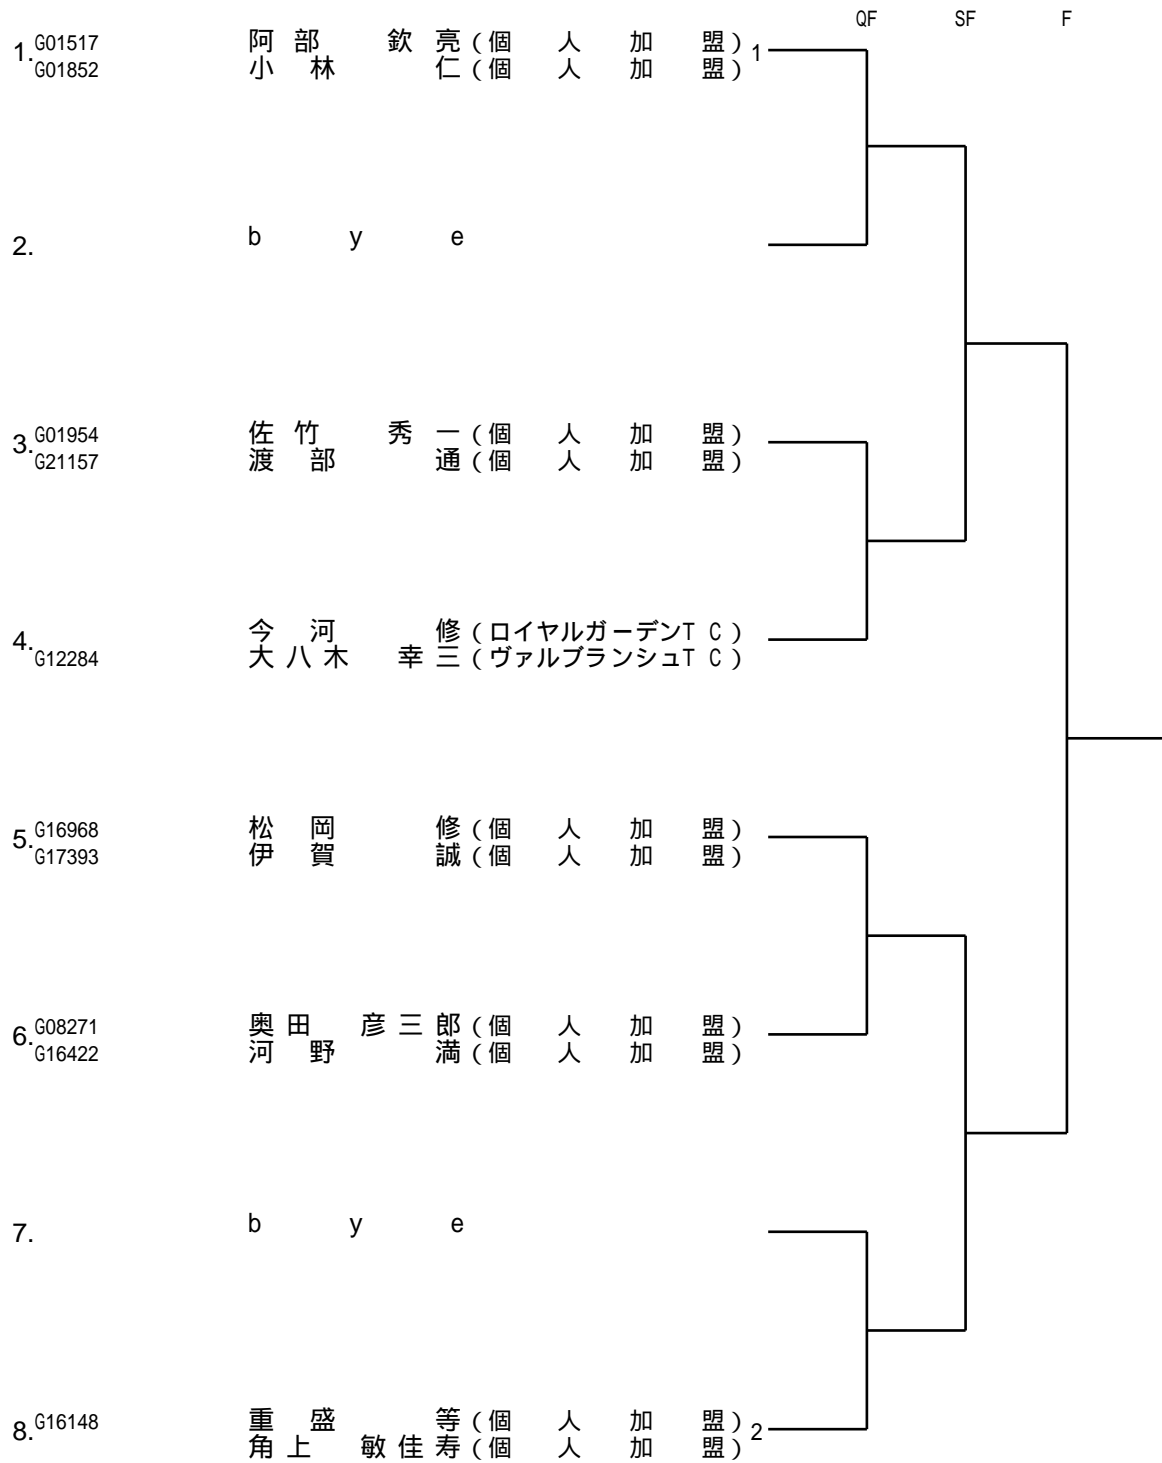 QF SF F
1. G01517 阿部 欽亮(個人加盟) 1
G01852 小林 仁(個人加盟)
2. bye
3. G01954 佐竹 秀一(個人加盟)
G21157 渡部 通(個人加盟)
4. 今河 修(ロイヤルガーデンTC)
G12284 大八木 幸三(ヴァルブランシュTC)
5. G16968 松岡 修(個人加盟)
G17393 伊賀 誠(個人加盟)
6. G08271 奥田 彦三郎(個人加盟)
G16422 河野 満(個人加盟)
7. bye
8. G16148 重盛 等(個人加盟) 2
角上 敏佳寿(個人加盟)